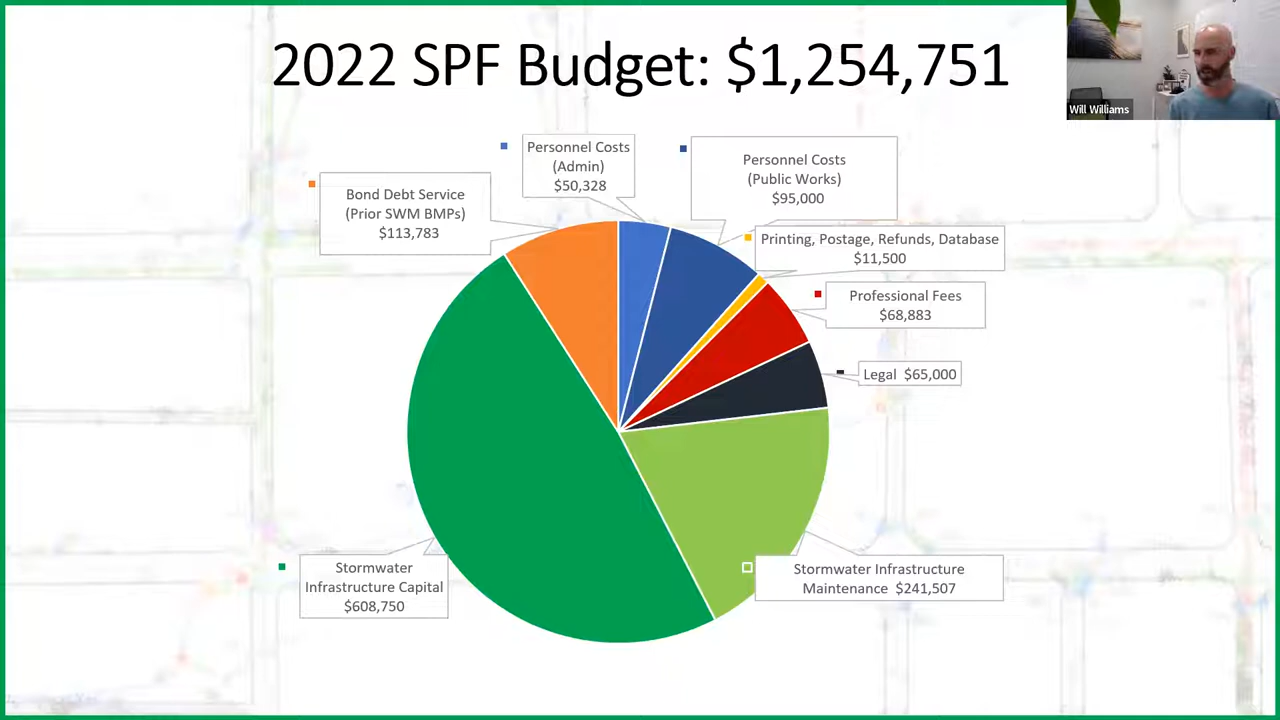 2022 SPF Budget: $1,254,751
Will Williams
Personnel Costs
(Admin)
$50,328
Personnel Costs
(Public Works)
$95,000
Bond Debt Service
(Prior SWM BMPs)
$113,783
Printing, Postage, Refunds, Database
$11,500
Professional Fees
$68,883
Legal $65,000
Stormwater
Infrastructure Capital
$608,750
Stormwater Infrastructure
Maintenance $241,507